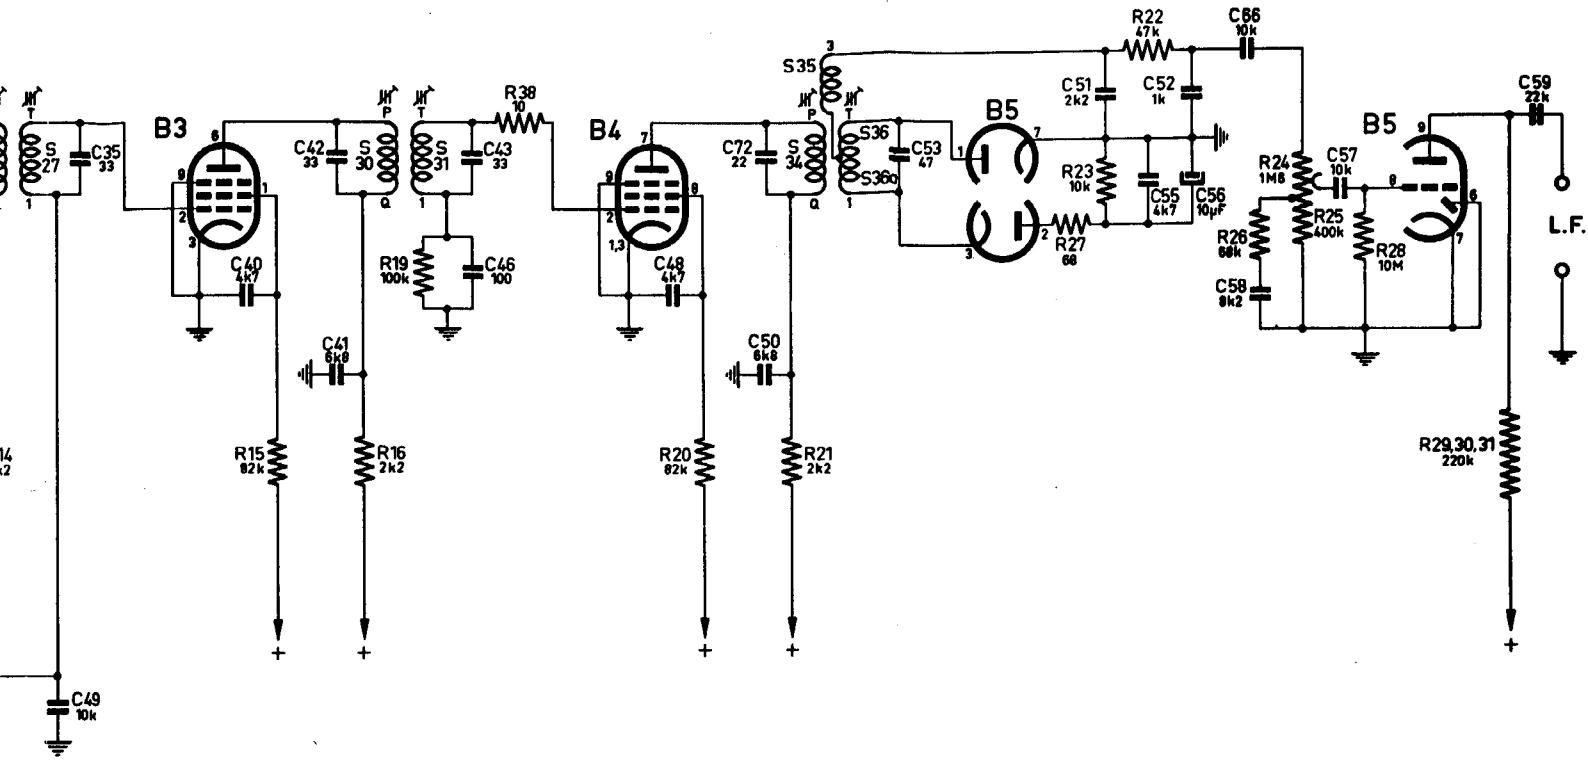 C66
10k
R22
47k
3
S35
C51
2k2
C52
1k
C59
22k
R38
10
P
T
P
T
T
B3
6
C42
33
S
30
S
31
C43
33
B4
7
C72
22
S
34
S36
C53
47
S36a
B5
1
7
B5
9
S
27
C35
33
9
1
2
3
Q
1
1
9
8
2
1,3
Q
1
R23
10k
C55
4k7
C56
10µF
2
3
R27
68
R24
1M6
C57
10k
8
6
7
R25
400k
R26
68k
R28
10M
C58
8k2
L.F.
C40
4k7
R19
100k
C46
100
C48
4k7
C41
6k8
C50
6k8
14
k2
R15
82k
R16
2k2
R20
82k
R21
2k2
R29,30,31
220k
+
+
+
+
+
C49
10k